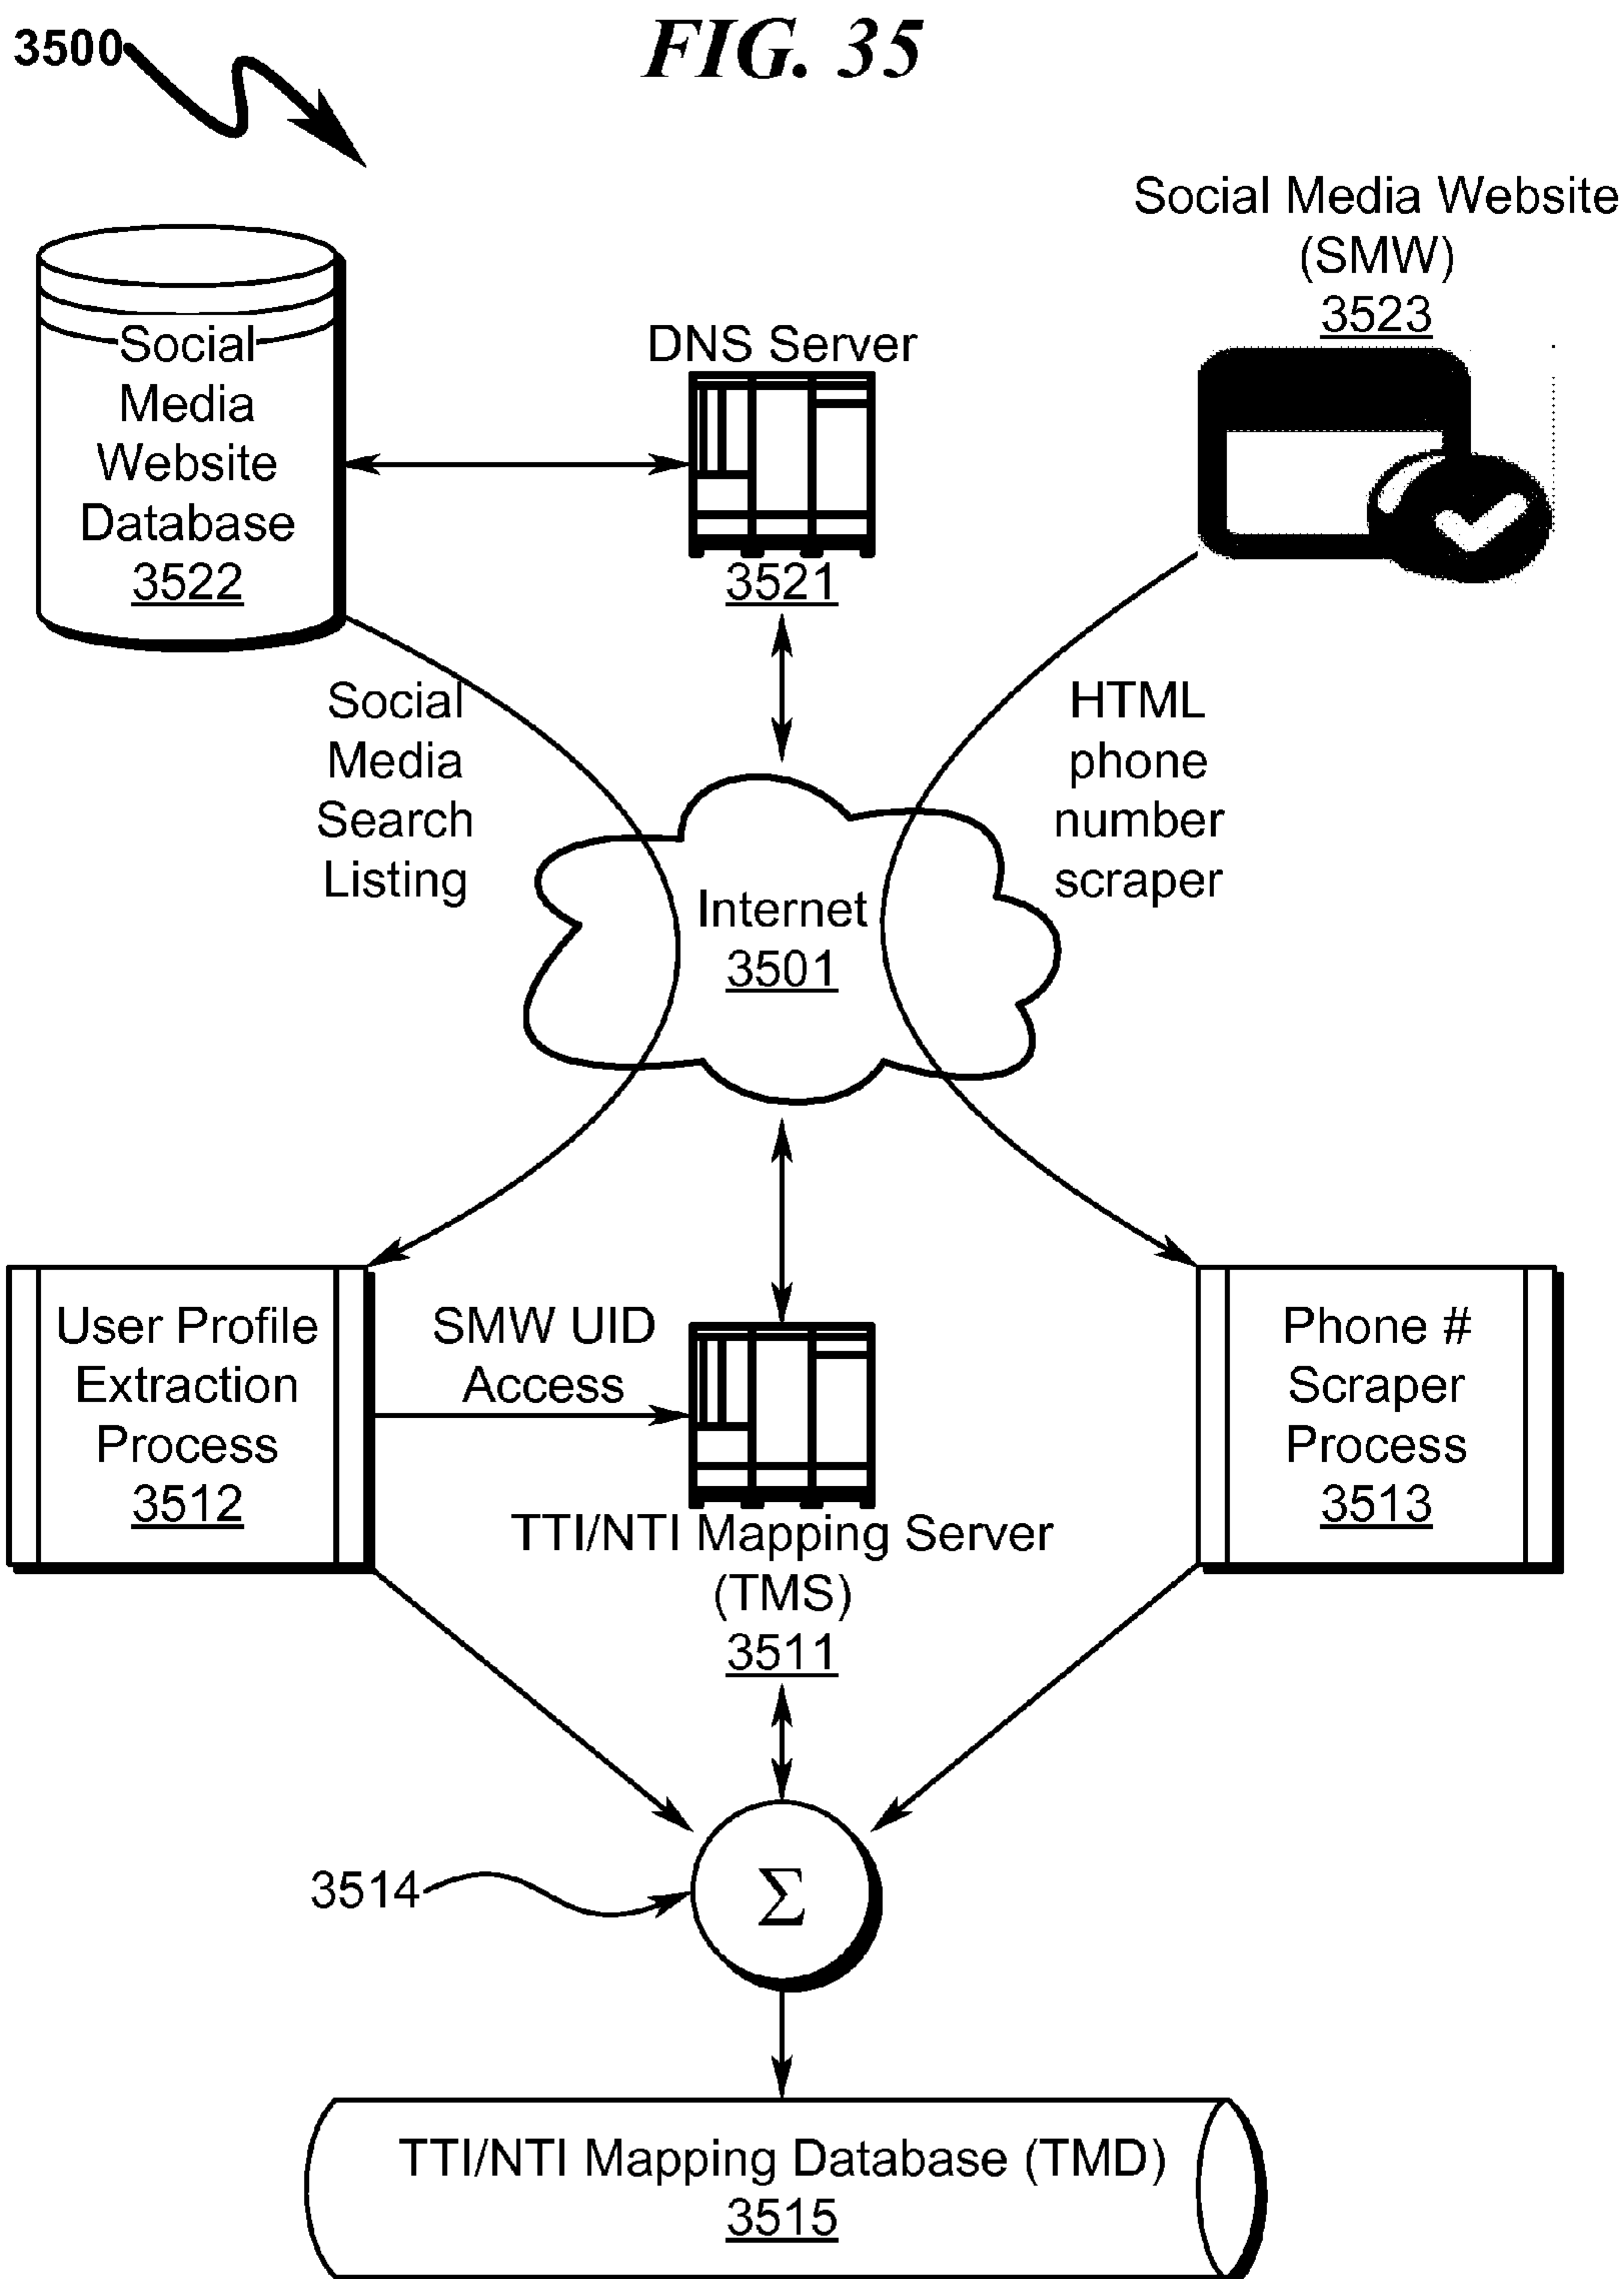 3500
FIG. 35
Social Media Website
(SMW)
3523
Social
Media
Website
Database
3522
DNS Server
3521
Social
Media
Search
Listing
HTML
phone
number
scraper
Internet
3501
User Profile
Extraction
Process
3512
SMW UID
Access
TTI/NTI Mapping Server
(TMS)
3511
Phone #
Scraper
Process
3513
3514
Σ
TTI/NTI Mapping Database (TMD)
3515